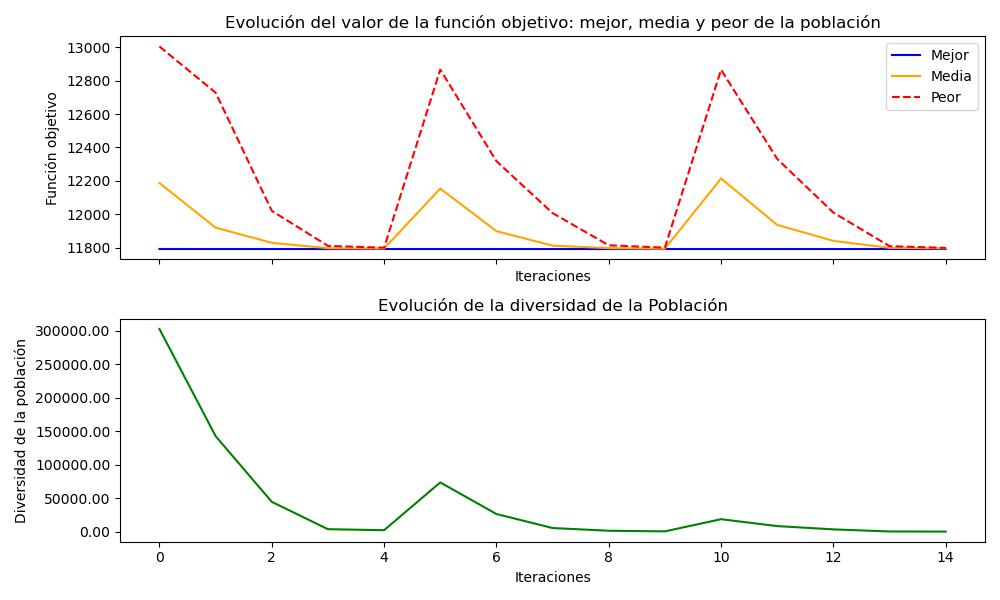 Evolución del valor de la función objetivo: mejor, media y peor de la población
13000
12800
12600
12400
12200
12000
11800
Función objetivo
Mejor
Media
Peor
Iteraciones
Evolución de la diversidad de la Población
300000.00
250000.00
200000.00
150000.00
100000.00
50000.00
0.00
Diversidad de la población
0 2 4 6 8 10 12 14
Iteraciones